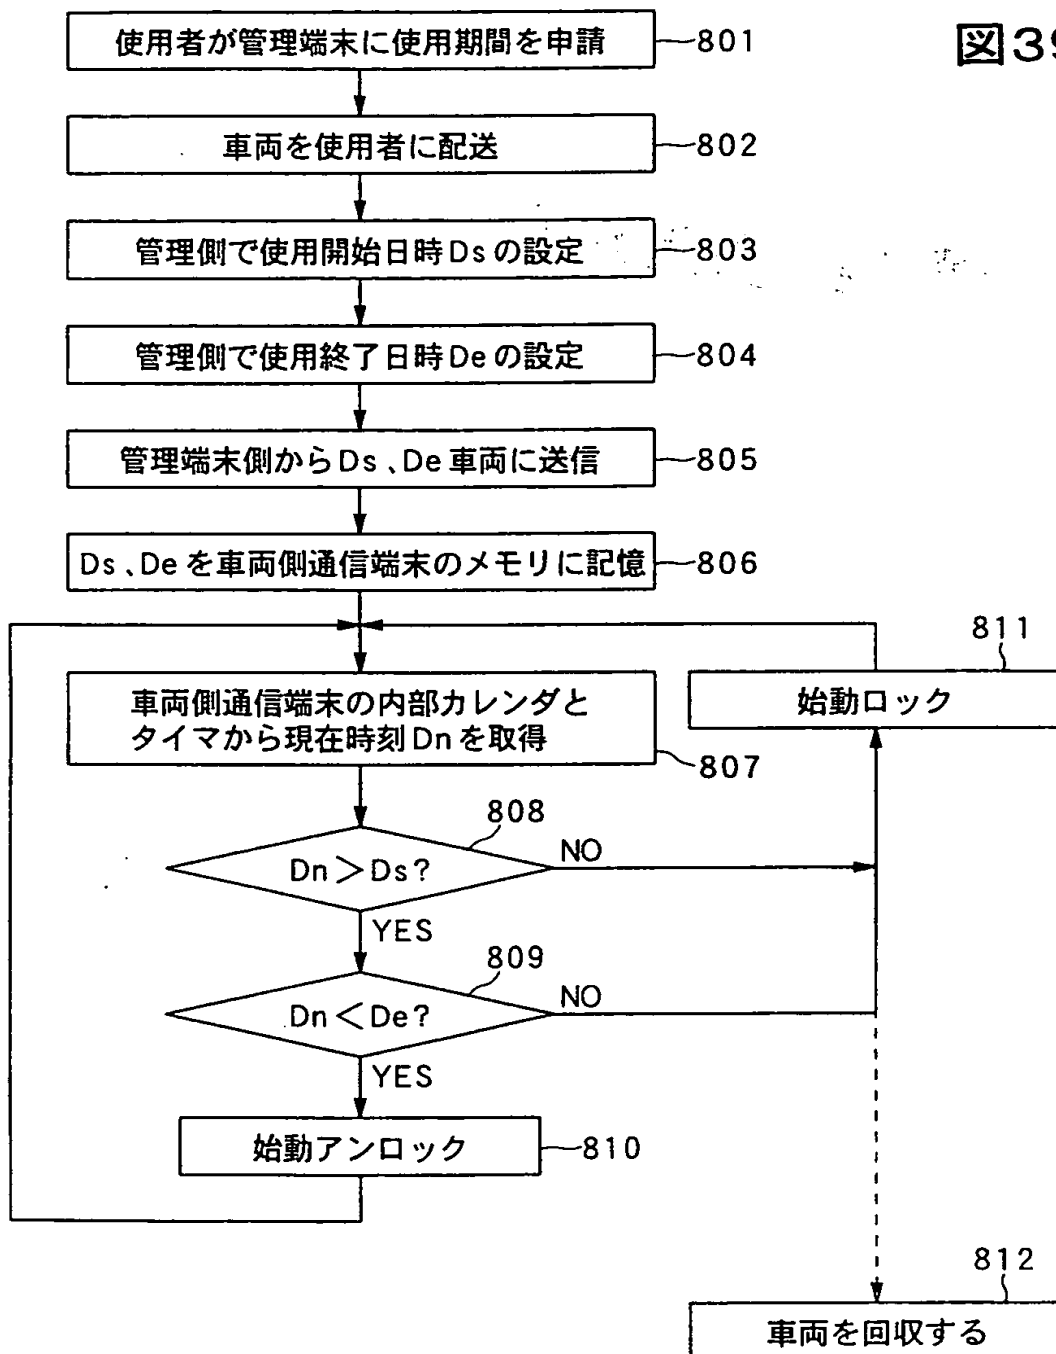 図39
使用者が管理端末に使用期間を申請
801
車両を使用者に配送
802
管理側で使用開始日時Dsの設定
803
管理側で使用終了日時Deの設定
804
管理端末側からDs、De車両に送信
805
Ds、Deを車両側通信端末のメモリに記憶
806
811
始動ロック
車両側通信端末の内部カレンダと
タイマから現在時刻Dnを取得
807
808
Dn＞Ds？
NO
YES
809
Dn＜De？
NO
YES
始動アンロック
810
812
車両を回収する